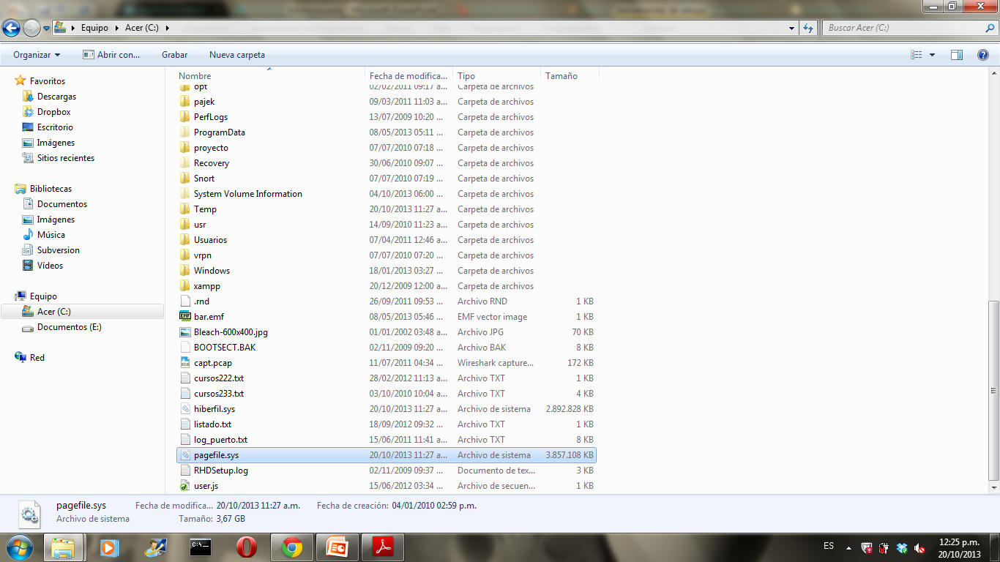 Equipo Acer (C:) Buscar Acer (C:)
Organizar Abrir con... Grabar Nueva carpeta
Favoritos
Descargas
Dropbox
Escritorio
Imágenes
Sitios recientes
Bibliotecas
Documentos
Imágenes
Música
Subversion
Vídeos
Equipo
Acer (C:)
Documentos (E:)
Red
Nombre Fecha de modifica... Tipo Tamaño
opt 02/02/2011 09:17 a... Carpeta de archivos
pajek 09/03/2011 11:03 a... Carpeta de archivos
PerfLogs 13/07/2009 10:20 ... Carpeta de archivos
ProgramData 08/05/2013 05:11 ... Carpeta de archivos
proyecto 07/07/2010 07:18 ... Carpeta de archivos
Recovery 30/06/2010 09:07 ... Carpeta de archivos
Snort 07/07/2010 07:19 ... Carpeta de archivos
System Volume Information 04/10/2013 06:00 ... Carpeta de archivos
Temp 20/10/2013 11:27 a... Carpeta de archivos
usr 14/09/2010 11:23 a... Carpeta de archivos
Usuarios 07/04/2011 12:46 a... Carpeta de archivos
vrpn 07/07/2010 07:20 ... Carpeta de archivos
Windows 18/01/2013 03:27 ... Carpeta de archivos
xampp 20/12/2009 12:00 a... Carpeta de archivos
.rnd 26/09/2011 09:53 ... Archivo RND 1 KB
bar.emf 08/05/2013 05:46 ... EMF vector image 1 KB
Bleach-600x400.jpg 01/01/2002 03:48 a... Archivo JPG 70 KB
BOOTSECT.BAK 02/11/2009 09:20 ... Archivo BAK 8 KB
capt.pcap 11/07/2011 04:34 ... Wireshark capture... 172 KB
cursos222.txt 28/02/2012 11:13 a... Archivo TXT 1 KB
cursos233.txt 03/10/2010 10:04 a... Archivo TXT 4 KB
hiberfil.sys 20/10/2013 11:27 a... Archivo de sistema 2.892.828 KB
listado.txt 18/09/2012 09:32 ... Archivo TXT 1 KB
log_puerto.txt 15/06/2011 11:41 a... Archivo TXT 8 KB
pagefile.sys 20/10/2013 11:27 a... Archivo de sistema 3.857.108 KB
RHDSetup.log 02/11/2009 09:37 ... Documento de tex... 3 KB
user.js 15/06/2012 03:34 ... Archivo de secuen... 1 KB
pagefile.sys Fecha de modifica... 20/10/2013 11:27 a.m. Fecha de creación: 04/01/2010 02:59 p.m.
Archivo de sistema Tamaño: 3,67 GB
ES 12:25 p.m.
20/10/2013